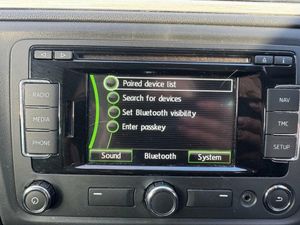 Paired device list
Search for devices
Set Bluetooth visibility
Enter passkey
Sound Bluetooth System
RADIO
MEDIA
PHONE
NAV
TMC
SETUP